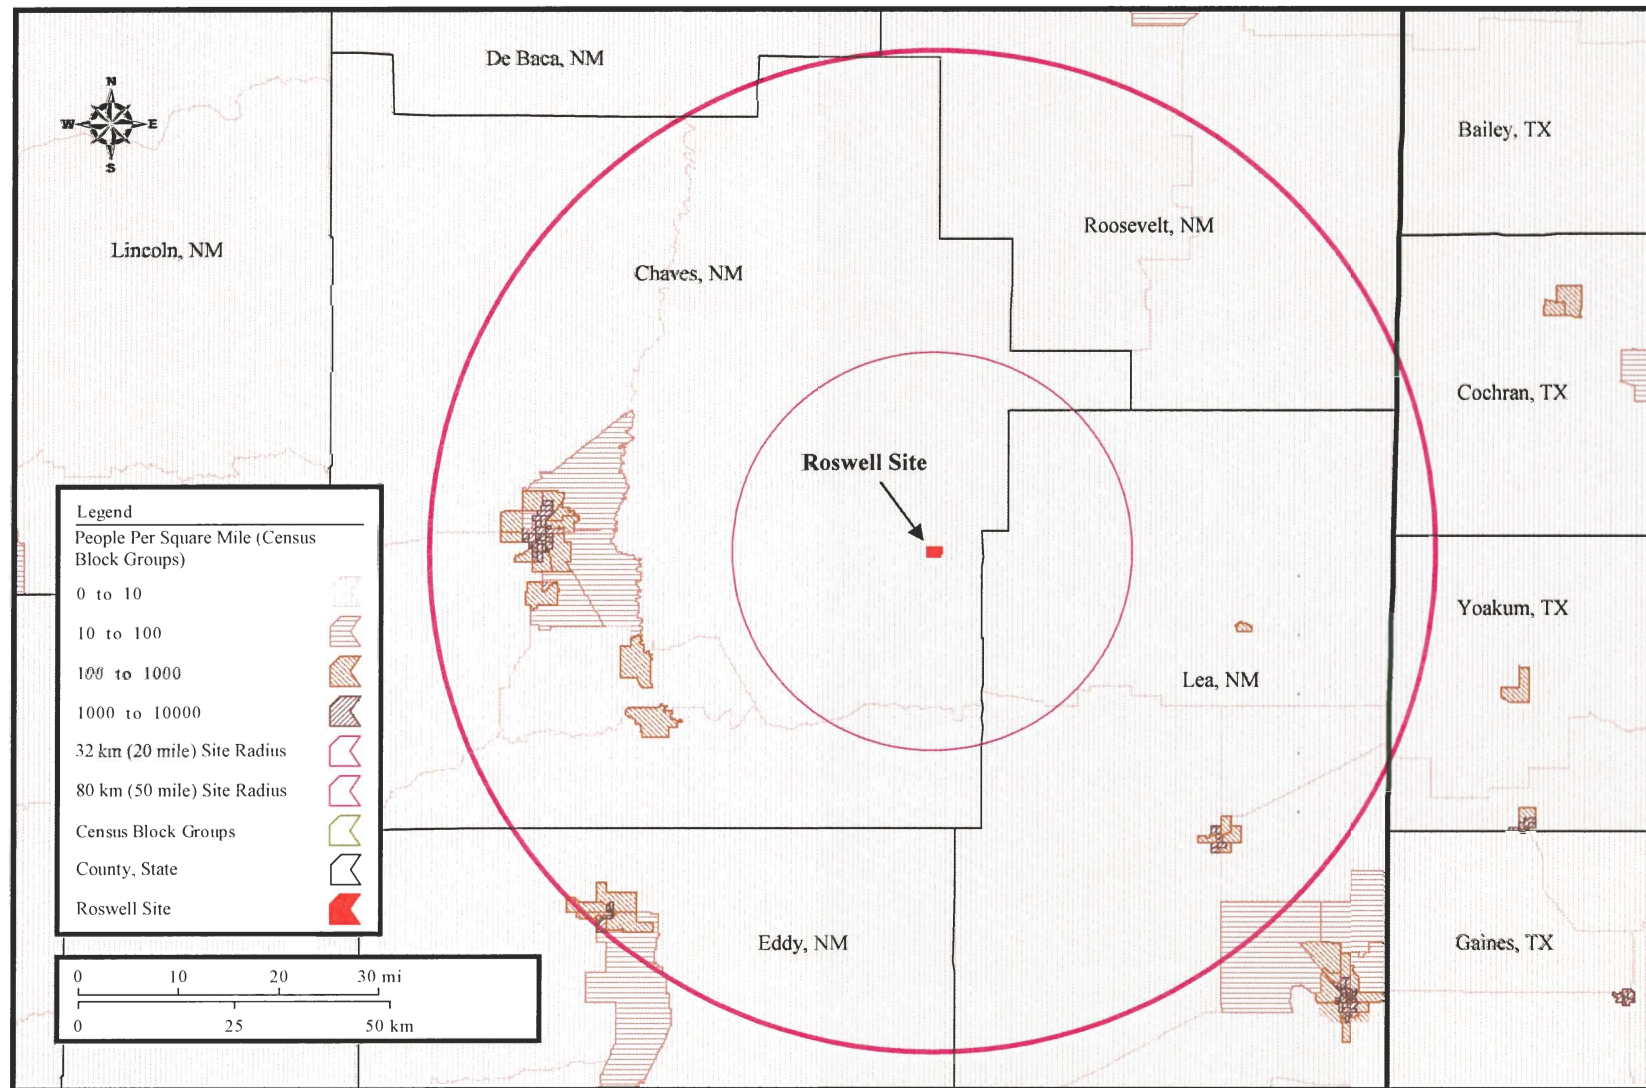 De Baca, NM
N
W E
S
Bailey, TX
Lincoln, NM
Roosevelt, NM
Chaves, NM
Cochran, TX
Roswell Site
Legend
People Per Square Mile (Census
Block Groups)
0 to 10
10 to 100
100 to 1000
1000 to 10000
32 km (20 mile) Site Radius
80 km (50 mile) Site Radius
Census Block Groups
County, State
Roswell Site
Yoakum, TX
Lea, NM
Eddy, NM
Gaines, TX
0 10 20 30 mi
0 25 50 km